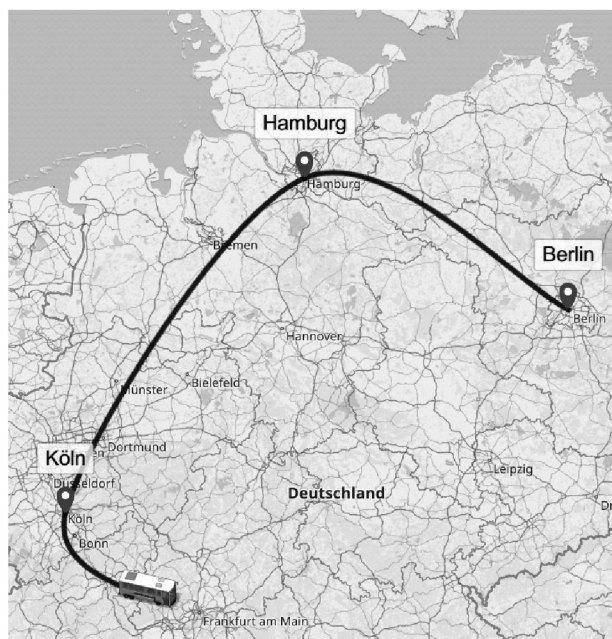 Hamburg
Hamburg
Bremen
Berlin
Berlin
Hannover
Münster
Bielefeld
Dortmund
Köln
Düsseldorf
Leipzig
Deutschland
Köln
Bonn
Frankfurt am Main